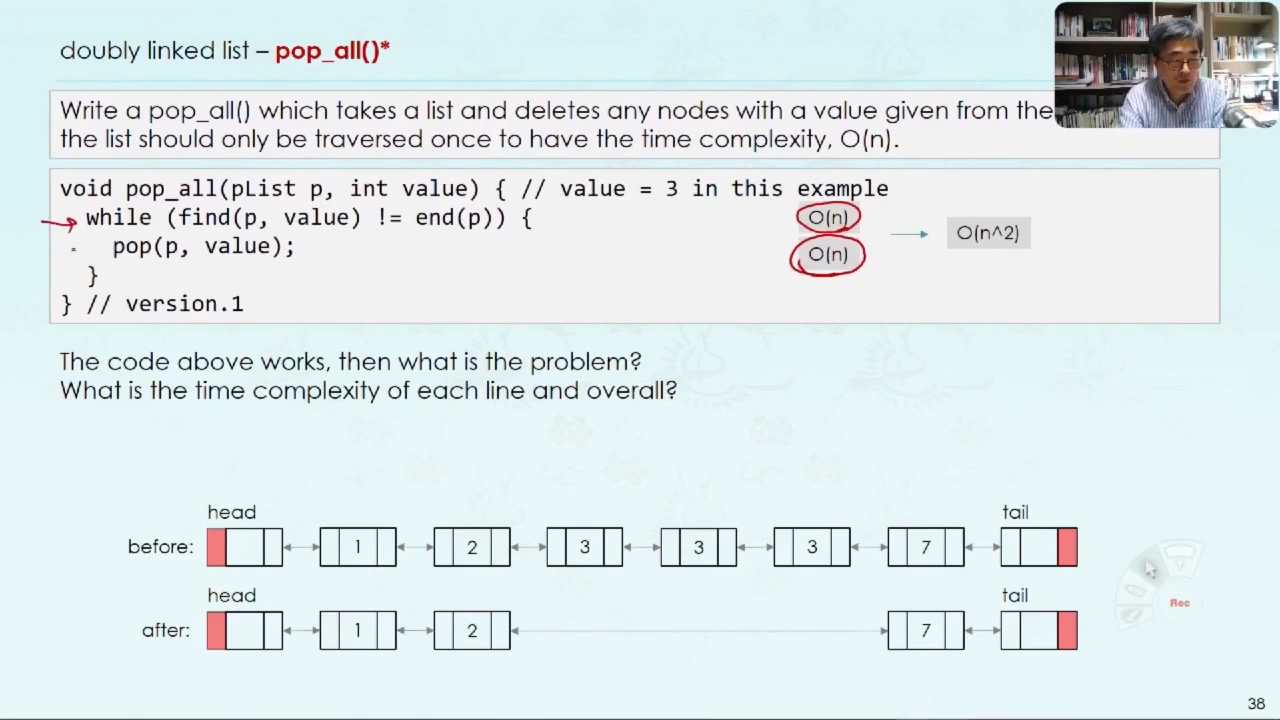 doubly linked list – pop_all()*
Write a pop_all() which takes a list and deletes any nodes with a value given from the
the list should only be traversed once to have the time complexity, O(n).
void pop_all(pList p, int value) { // value = 3 in this example
while (find(p, value) != end(p)) {
pop(p, value);
}
} // version.1
O(n)
O(n)
O(n^2)
The code above works, then what is the problem?
What is the time complexity of each line and overall?
head
tail
before:
1
2
3
3
3
7
head
tail
after:
1
2
7
Rec
38